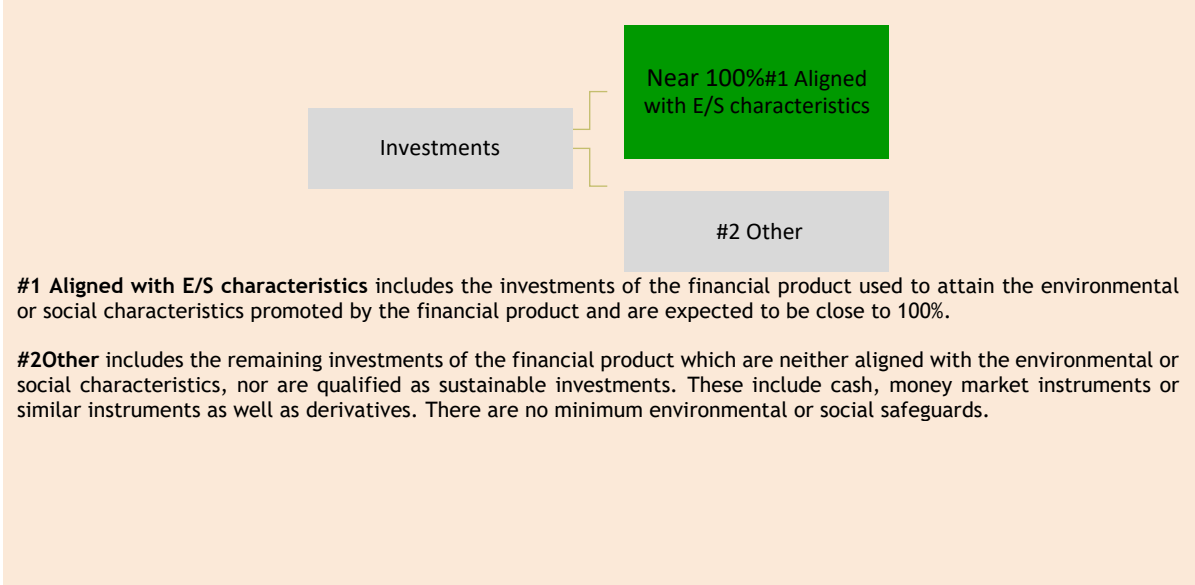 Near 100%#1 Aligned
with E/S characteristics
Investments
#2 Other
#1 Aligned with E/S characteristics includes the investments of the financial product used to attain the environmental
or social characteristics promoted by the financial product and are expected to be close to 100%.
#2Other includes the remaining investments of the financial product which are neither aligned with the environmental or
social characteristics, nor are qualified as sustainable investments. These include cash, money market instruments or
similar instruments as well as derivatives. There are no minimum environmental or social safeguards.